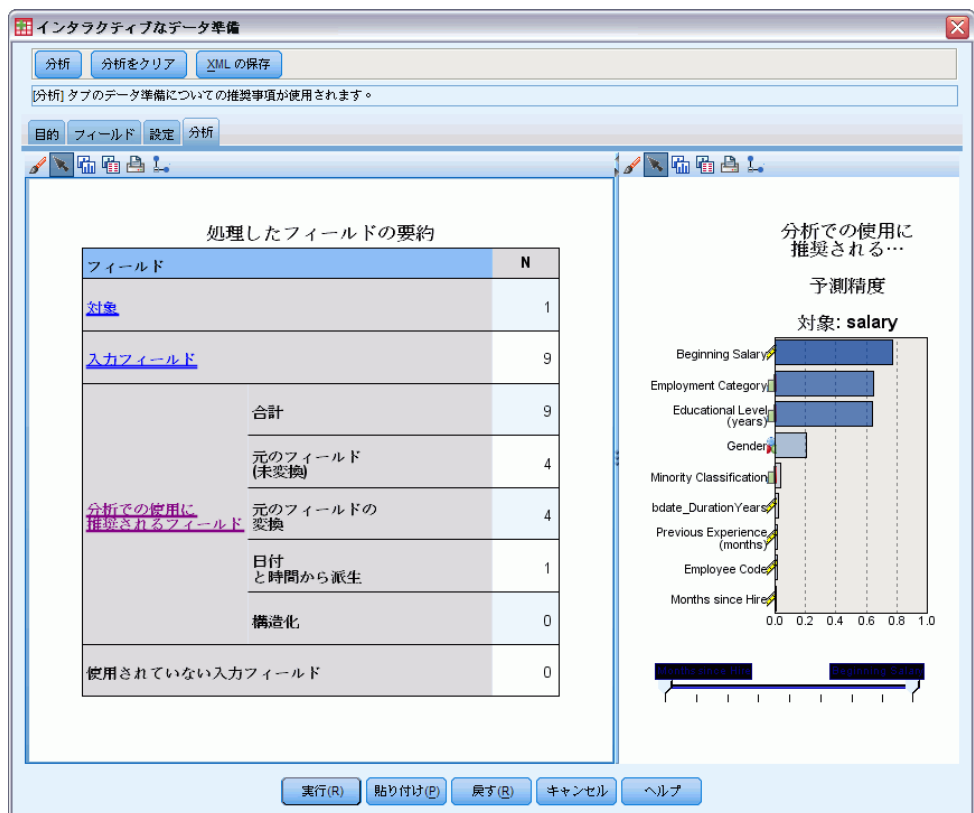 インタラクティブなデータ準備
分析 分析をクリア XML の保存
[分析] タブのデータ準備についての推奨事項が使用されます。
目的 フィールド 設定 分析
処理したフィールドの要約
フィールド N
対象 1
入力フィールド 9
分析での使用に
推奨されるフィールド
合計 9
元のフィールド
(未変換) 4
元のフィールドの
変換 4
日付
と時間から派生 1
構造化 0
使用されていない入力フィールド 0
分析での使用に
推奨される…
予測精度
対象: salary
Beginning Salary
Employment Category
Educational Level
(years)
Gender
Minority Classification
bdate_DurationYears
Previous Experience
(months)
Employee Code
Months since Hire
0.0 0.2 0.4 0.6 0.8 1.0
Months since Hire Beginning Salary
実行(R) 貼り付け(P) 戻す(R) キャンセル ヘルプ